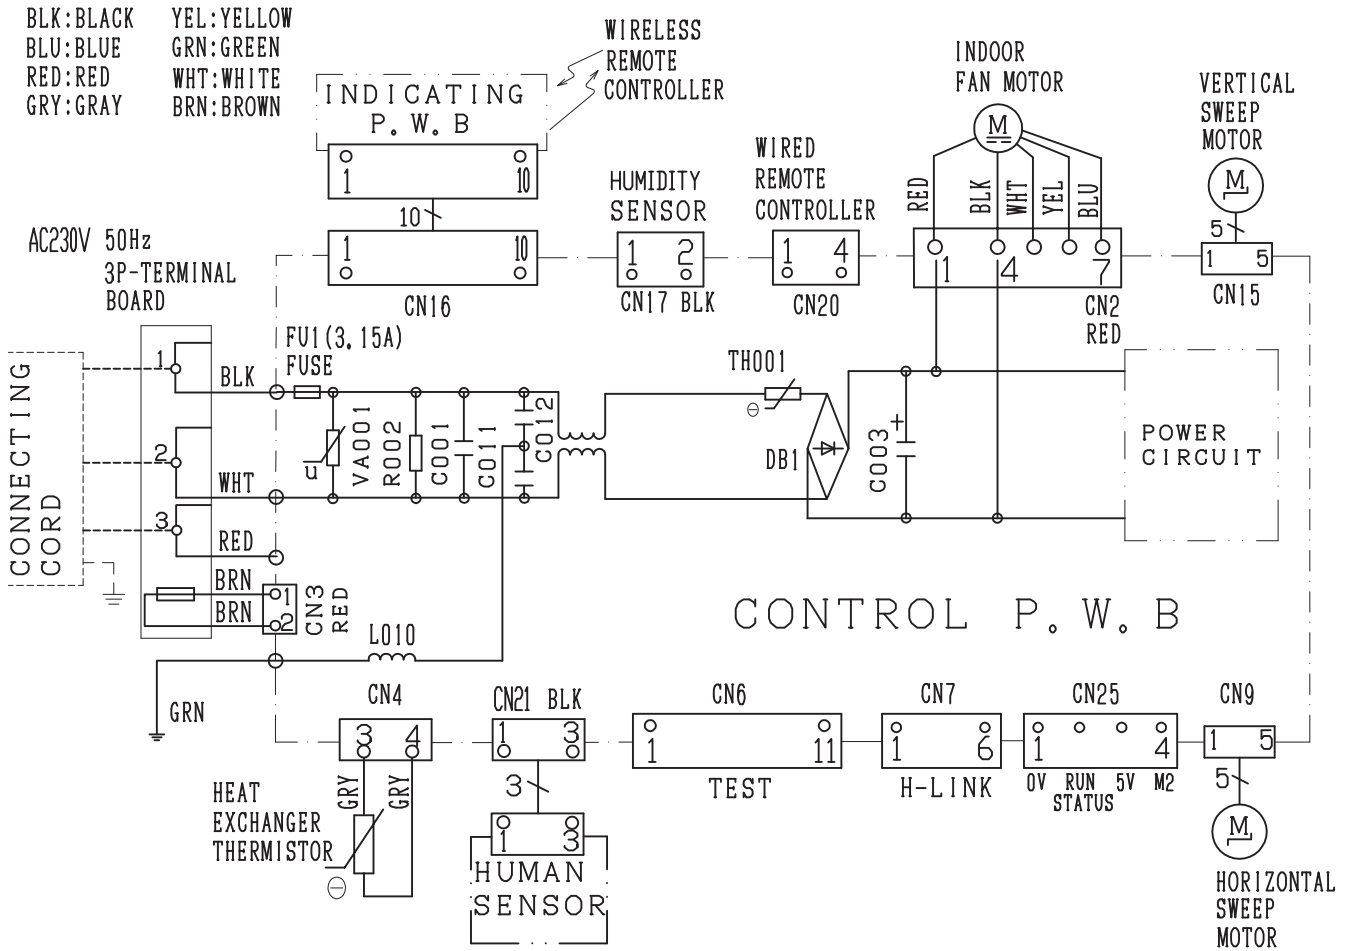 BLK:BLACK YEL:YELLOW
BLU:BLUE GRN:GREEN
RED:RED WHT:WHITE
GRY:GRAY BRN:BROWN
WIRELESS
REMOTE
CONTROLLER
INDICATING
P. W. B
1 10
10
1 10
CN16
HUMIDITY
SENSOR
1 2
CN17 BLK
WIRED
REMOTE
CONTROLLER
1 4
CN20
INDOOR
FAN MOTOR
M
RED
BLK
WHT
YEL
BLU
1 4 7
CN2
RED
VERTICAL
SWEEP
MOTOR
M
5
1 5
CN15
AC230V 50Hz
3P-TERMINAL
BOARD
CONNECTING
CORD
1
2
3
BLK
WHT
RED
BRN
BRN
1
2
CN3
RED
FU1(3.15A)
FUSE
u
VA001
R002
C001
C011
C012
TH001
DB1
+
C003
POWER
CIRCUIT
CONTROL P. W. B
L010
GRN
CN4
3 4
GRY
GRY
HEAT
EXCHANGER
THERMISTOR
CN21 BLK
1 3
3
1 3
HUMAN
SENSOR
CN6
1 11
TEST
CN7
1 6
H-LINK
CN25
1 4
0V RUN 5V M2
STATUS
CN9
1 5
5
M
HORIZONTAL
SWEEP
MOTOR